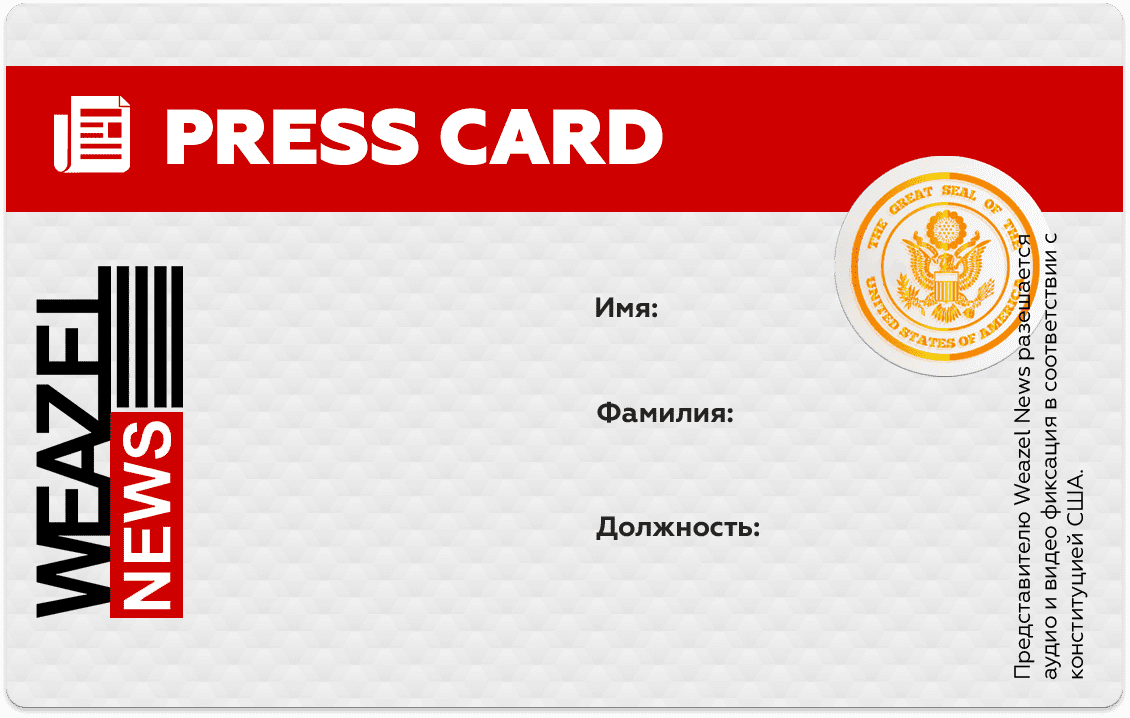 PRESS CARD
THE GREAT SEAL OF THE
UNITED STATES OF AMERICA
WEAZEL
NEWS
Имя:
Фамилия:
Должность:
Представителю Weazel News разешается
аудио и видео фиксация в соответствии с
конституцией США.